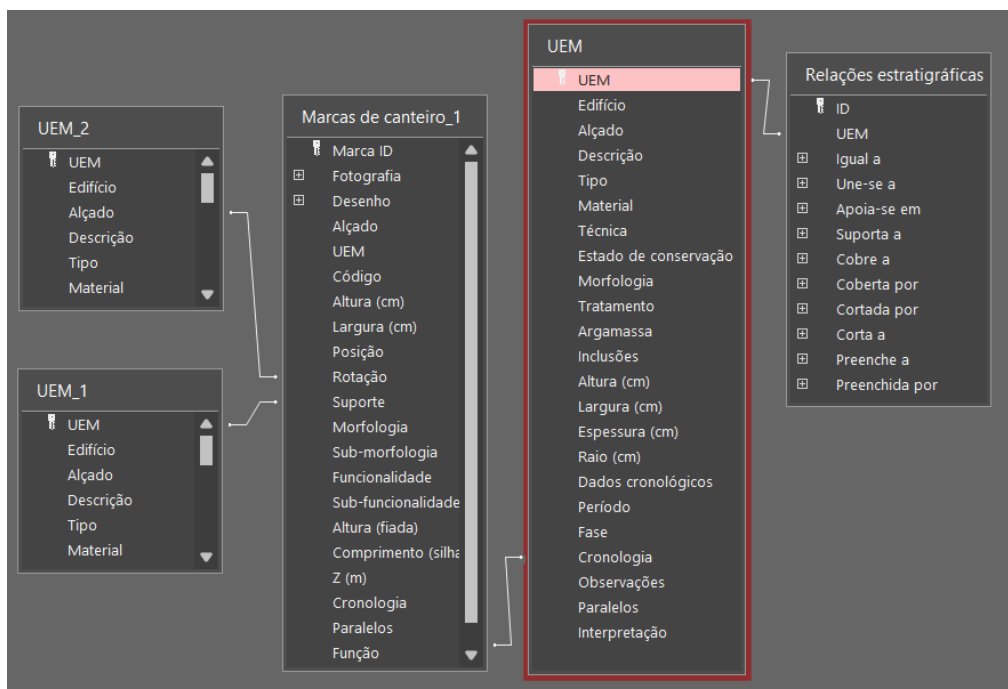 UEM_2
UEM
Edifício
Alçado
Descrição
Tipo
Material
UEM_1
UEM
Edifício
Alçado
Descrição
Tipo
Material
Marcas de canteiro_1
Marca ID
Fotografia
Desenho
Alçado
UEM
Código
Altura (cm)
Largura (cm)
Posição
Rotação
Suporte
Morfologia
Sub-morfologia
Funcionalidade
Sub-funcionalidade
Altura (fiada)
Comprimento (silha
Z (m)
Cronologia
Paralelos
Função
UEM
UEM
Edifício
Alçado
Descrição
Tipo
Material
Técnica
Estado de conservação
Morfologia
Tratamento
Argamassa
Inclusões
Altura (cm)
Largura (cm)
Espessura (cm)
Raio (cm)
Dados cronológicos
Período
Fase
Cronologia
Observações
Paralelos
Interpretação
Relações estratigráficas
ID
UEM
Igual a
Une-se a
Apoia-se em
Suporta a
Cobre a
Coberta por
Cortada por
Corta a
Preenche a
Preenchida por